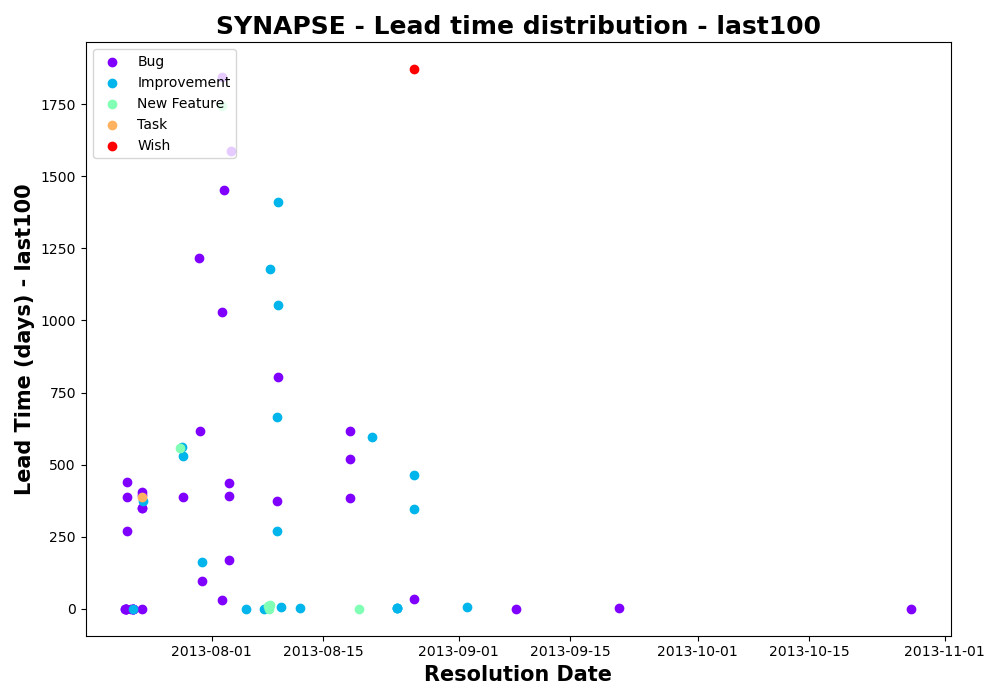 SYNAPSE - Lead time distribution - last100
Bug
Improvement
New Feature
Task
Wish
Lead Time (days) - last100
1750
1500
1250
1000
750
500
250
0
2013-08-01
2013-08-15
2013-09-01
2013-09-15
2013-10-01
2013-10-15
2013-11-01
Resolution Date